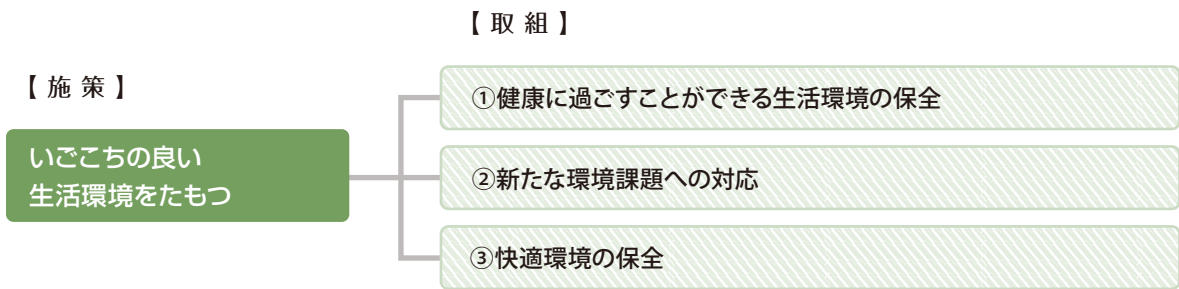 【取組】
【施策】
いごこちの良い
生活環境をたもつ
①健康に過ごすことができる生活環境の保全
②新たな環境課題への対応
③快適環境の保全